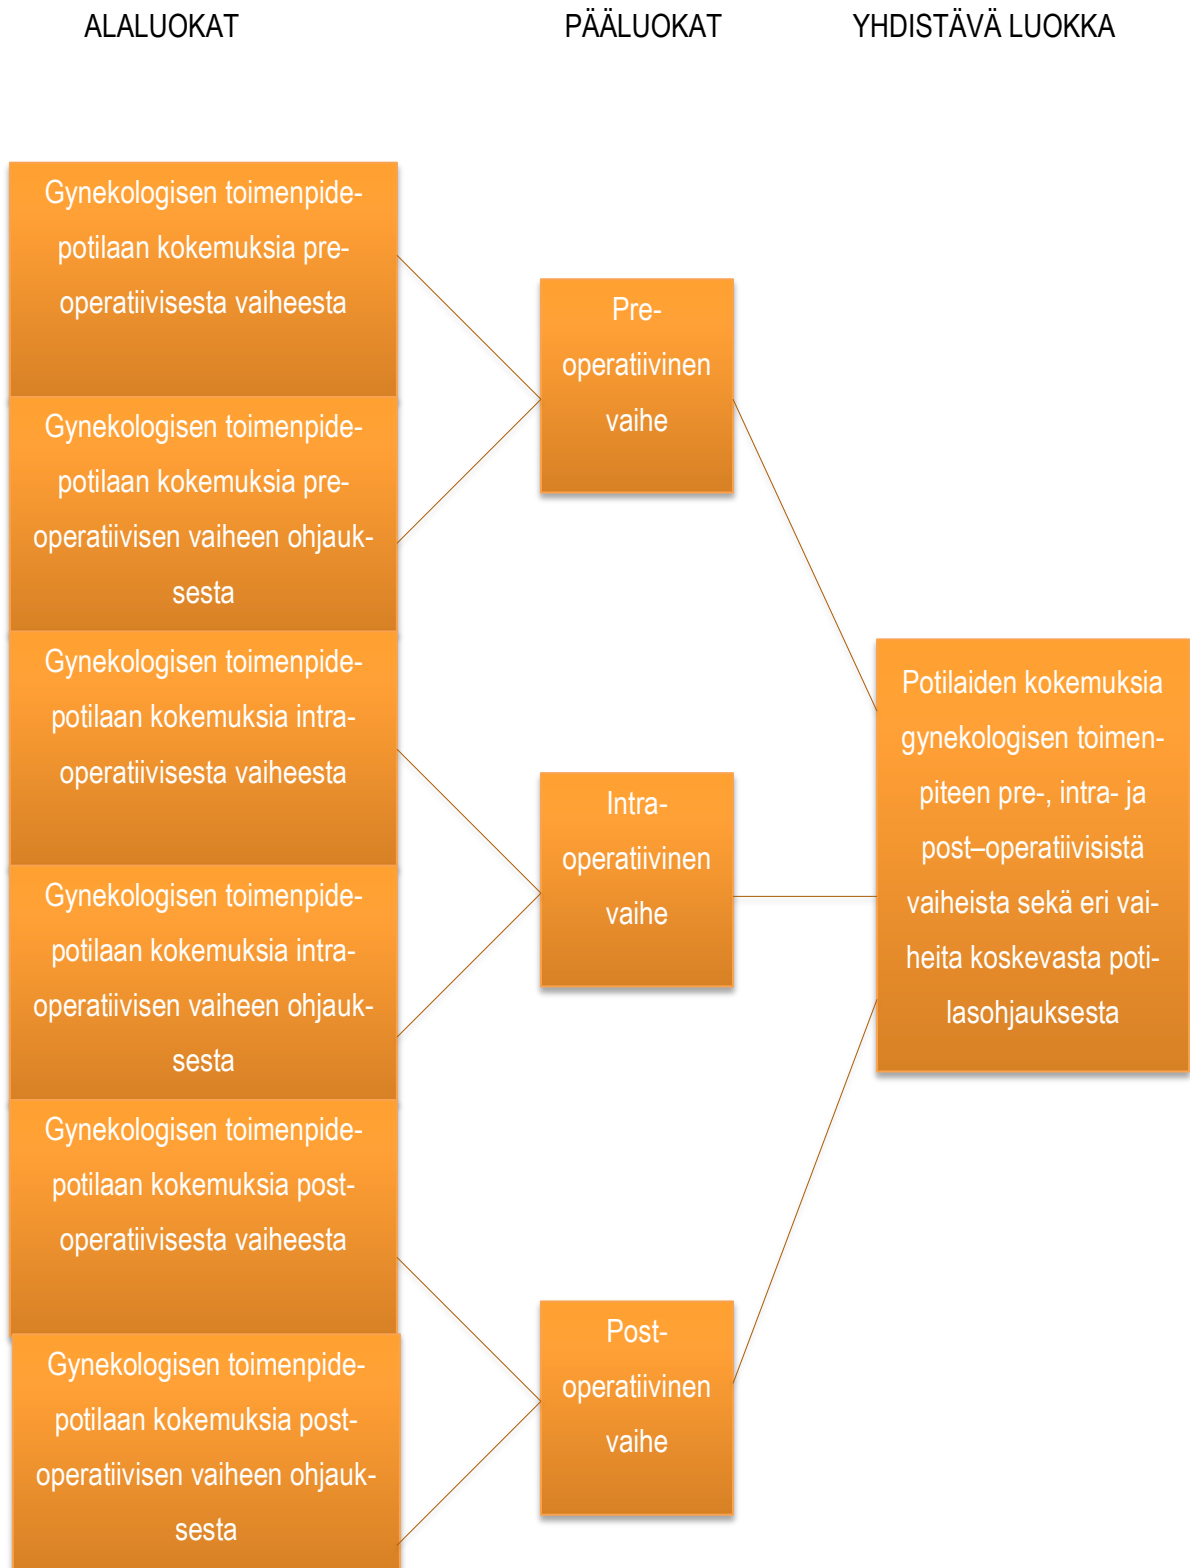 ALALUOKAT
PÄÄLUOKAT
YHDISTÄVÄ LUOKKA
Gynekologisen toimenpide-
potilaan kokemuksia pre-
operatiivisesta vaiheesta
Gynekologisen toimenpide-
potilaan kokemuksia pre-
operatiivisen vaiheen ohjauk-
sesta
Gynekologisen toimenpide-
potilaan kokemuksia intra-
operatiivisesta vaiheesta
Gynekologisen toimenpide-
potilaan kokemuksia intra-
operatiivisen vaiheen ohjauk-
sesta
Gynekologisen toimenpide-
potilaan kokemuksia post-
operatiivisesta vaiheesta
Gynekologisen toimenpide-
potilaan kokemuksia post-
operatiivisen vaiheen ohjauk-
sesta
Pre-
operatiivinen
vaihe
Intra-
operatiivinen
vaihe
Post-
operatiivinen
vaihe
Potilaiden kokemuksia
gynekologisen toimen-
piteen pre-, intra- ja
post–operatiivisistä
vaiheista sekä eri vai-
heita koskevasta poti-
lasohjauksesta